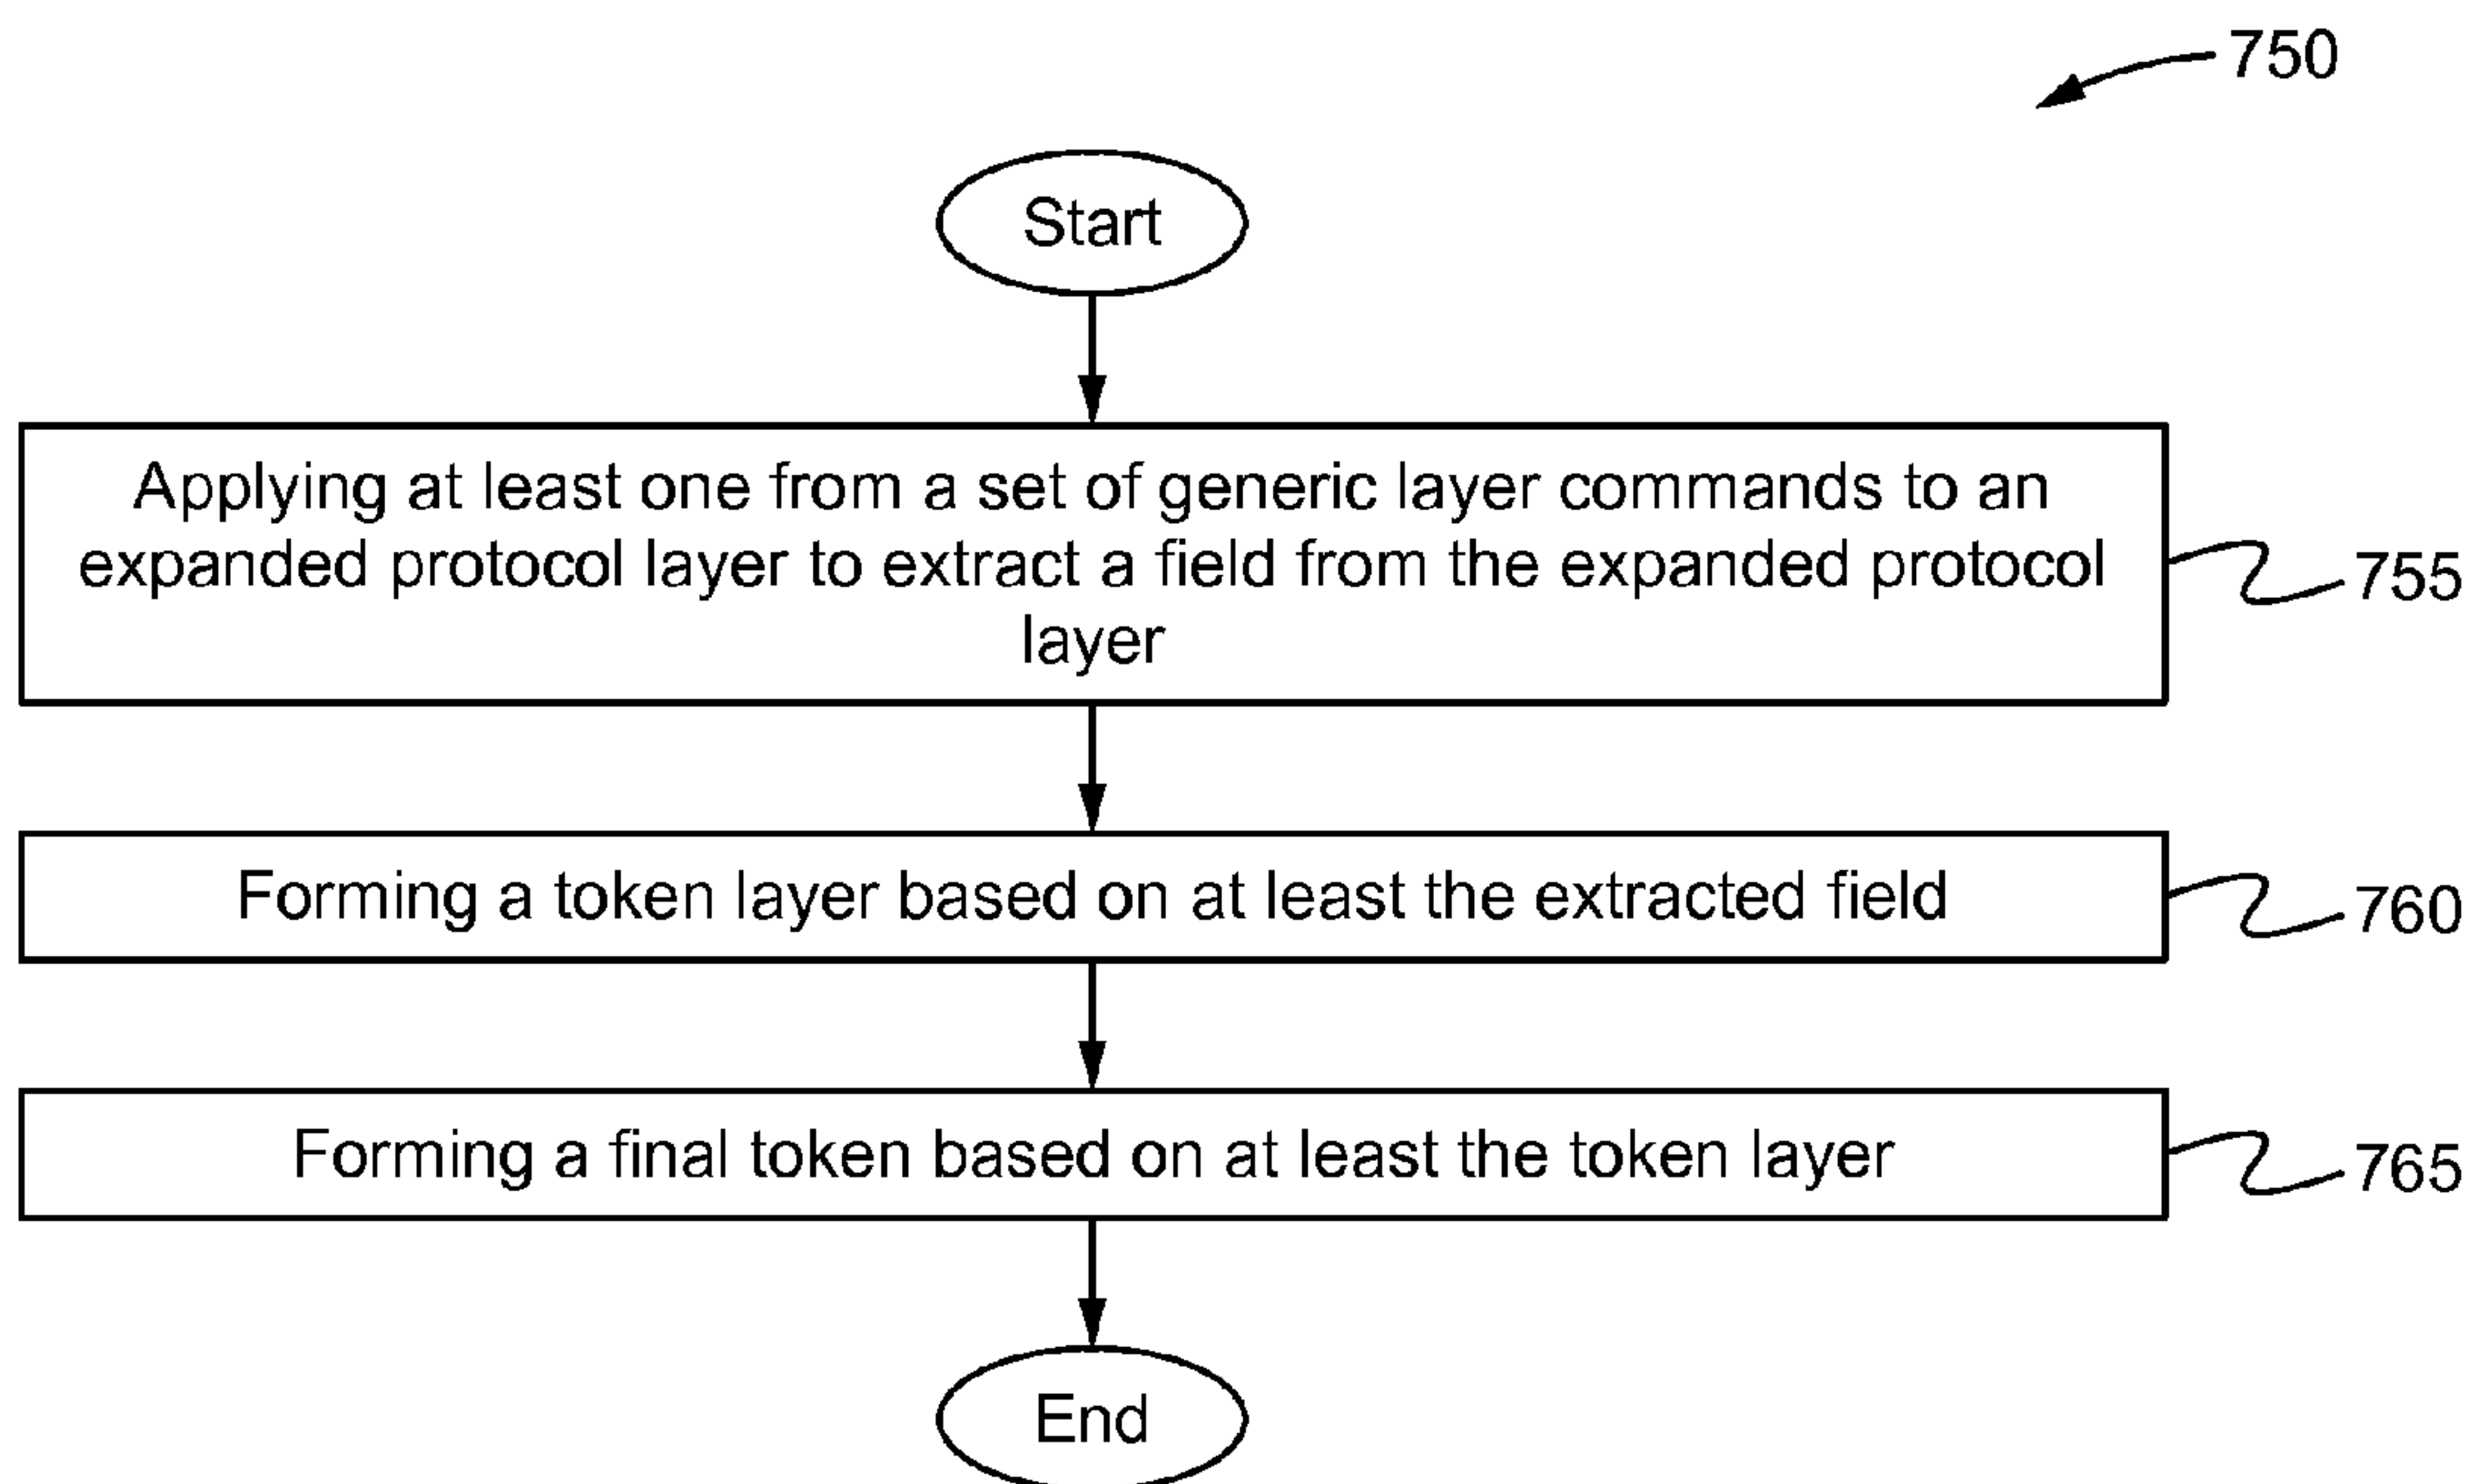 750
Start
Applying at least one from a set of generic layer commands to an
expanded protocol layer to extract a field from the expanded protocol
layer
755
Forming a token layer based on at least the extracted field
760
Forming a final token based on at least the token layer
765
End